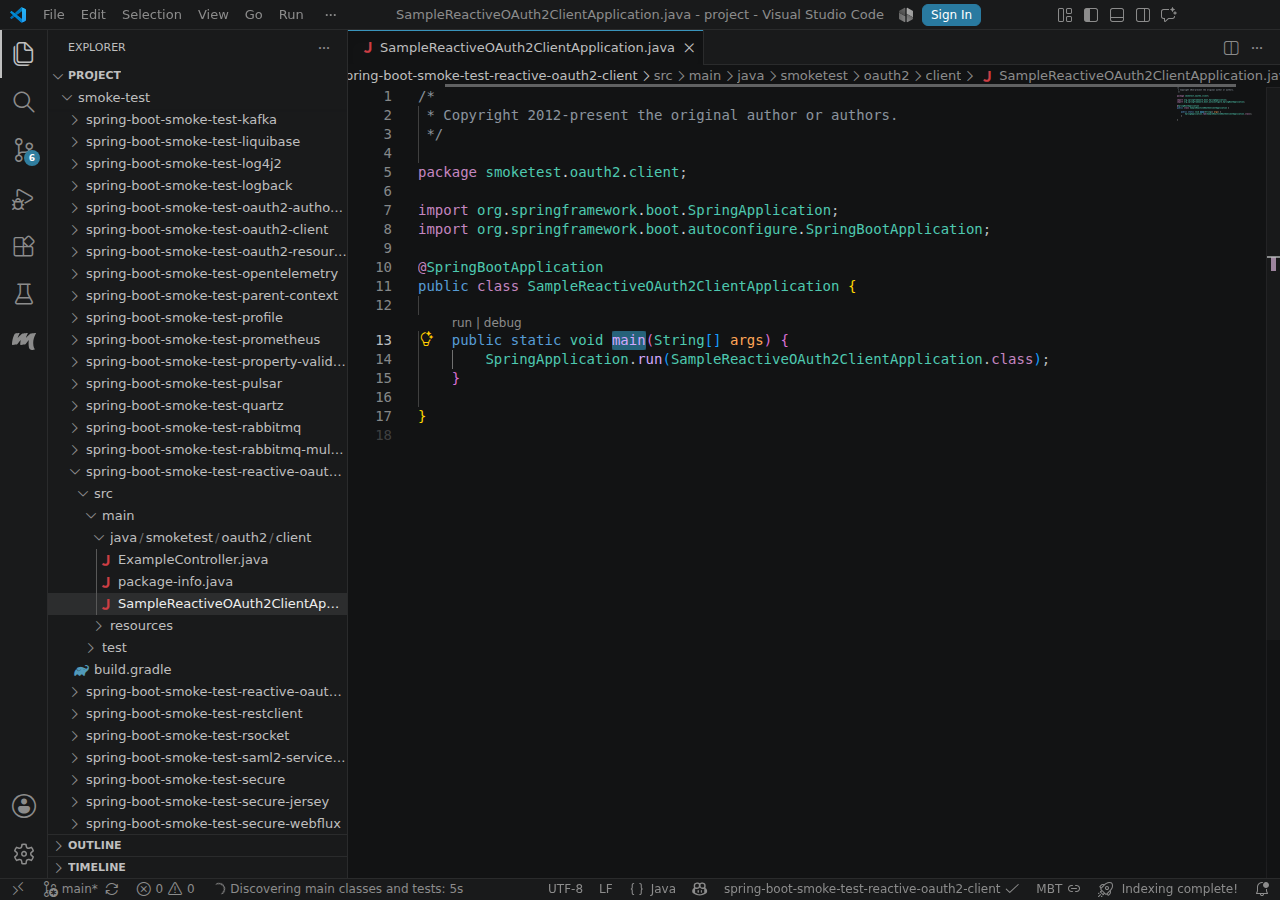 File Edit Selection View Go Run ··· SampleReactiveOAuth2ClientApplication.java - project - Visual Studio Code Sign In
EXPLORER ···
PROJECT
smoke-test
spring-boot-smoke-test-kafka
spring-boot-smoke-test-liquibase
spring-boot-smoke-test-log4j2
spring-boot-smoke-test-logback
spring-boot-smoke-test-oauth2-autho...
spring-boot-smoke-test-oauth2-client
spring-boot-smoke-test-oauth2-resour...
spring-boot-smoke-test-opentelemetry
spring-boot-smoke-test-parent-context
spring-boot-smoke-test-profile
spring-boot-smoke-test-prometheus
spring-boot-smoke-test-property-valid...
spring-boot-smoke-test-pulsar
spring-boot-smoke-test-quartz
spring-boot-smoke-test-rabbitmq
spring-boot-smoke-test-rabbitmq-mul...
spring-boot-smoke-test-reactive-oaut...
src
main
java/smoketest/oauth2/client
ExampleController.java
package-info.java
SampleReactiveOAuth2ClientAp...
resources
test
build.gradle
spring-boot-smoke-test-reactive-oaut...
spring-boot-smoke-test-restclient
spring-boot-smoke-test-rsocket
spring-boot-smoke-test-saml2-service...
spring-boot-smoke-test-secure
spring-boot-smoke-test-secure-jersey
spring-boot-smoke-test-secure-webflux
OUTLINE
TIMELINE
6
SampleReactiveOAuth2ClientApplication.java
pring-boot-smoke-test-reactive-oauth2-client > src > main > java > smoketest > oauth2 > client > SampleReactiveOAuth2ClientApplication.ja
1 /*
2 * Copyright 2012-present the original author or authors.
3 */
4
5 package smoketest.oauth2.client;
6
7 import org.springframework.boot.SpringApplication;
8 import org.springframework.boot.autoconfigure.SpringBootApplication;
9
10 @SpringBootApplication
11 public class SampleReactiveOAuth2ClientApplication {
12
run | debug
13 public static void main(String[] args) {
14 SpringApplication.run(SampleReactiveOAuth2ClientApplication.class);
15 }
16
17 }
18
main* 0 0 Discovering main classes and tests: 5s UTF-8 LF { } Java spring-boot-smoke-test-reactive-oauth2-client MBT Indexing complete!